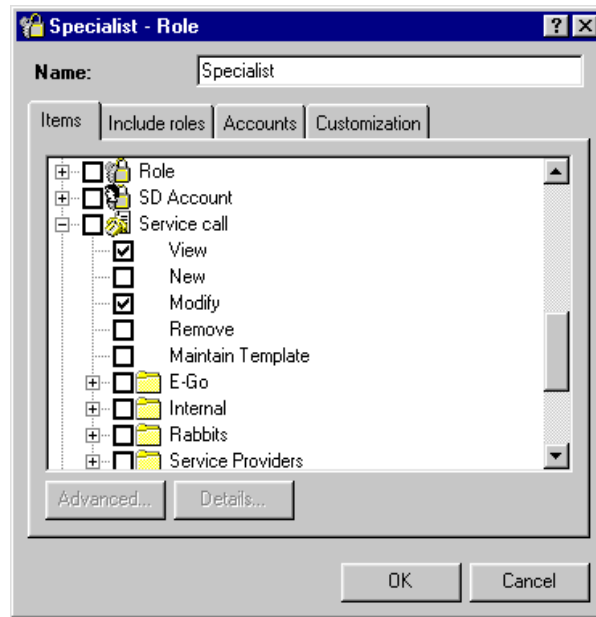 Specialist - Role
Name: Specialist
Items Include roles Accounts Customization
Role
SD Account
Service call
View
New
Modify
Remove
Maintain Template
E-Go
Internal
Rabbits
Service Providers
Advanced... Details...
OK Cancel